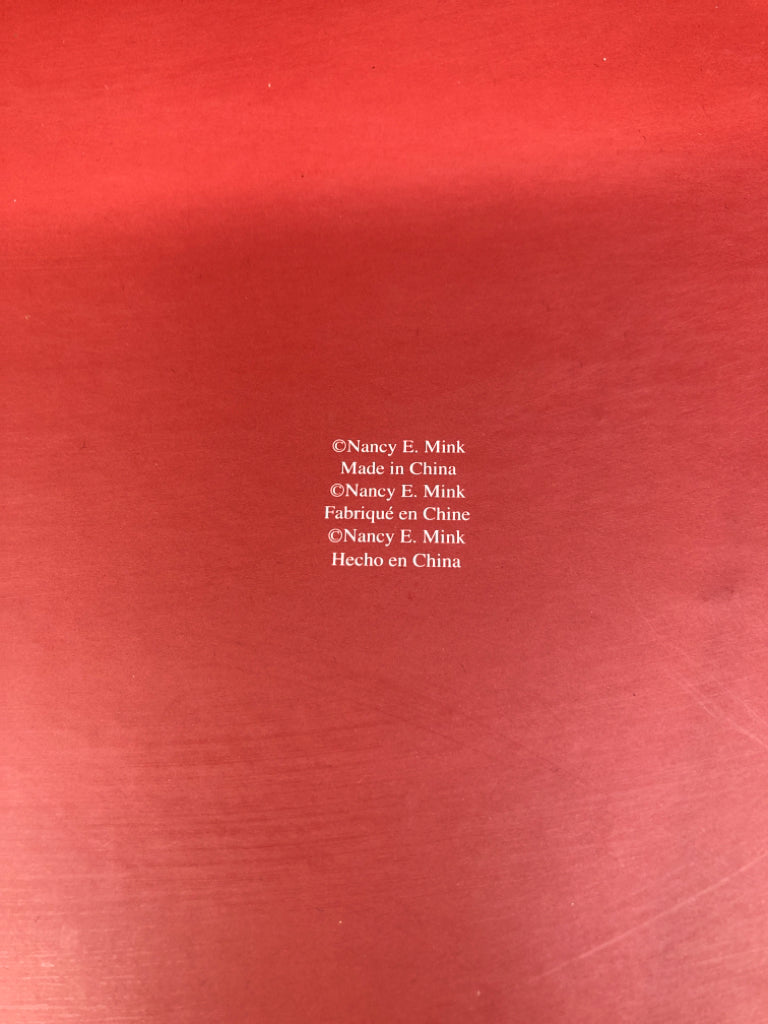 ©Nancy E. Mink
Made in China
©Nancy E. Mink
Fabriqué en Chine
©Nancy E. Mink
Hecho en China